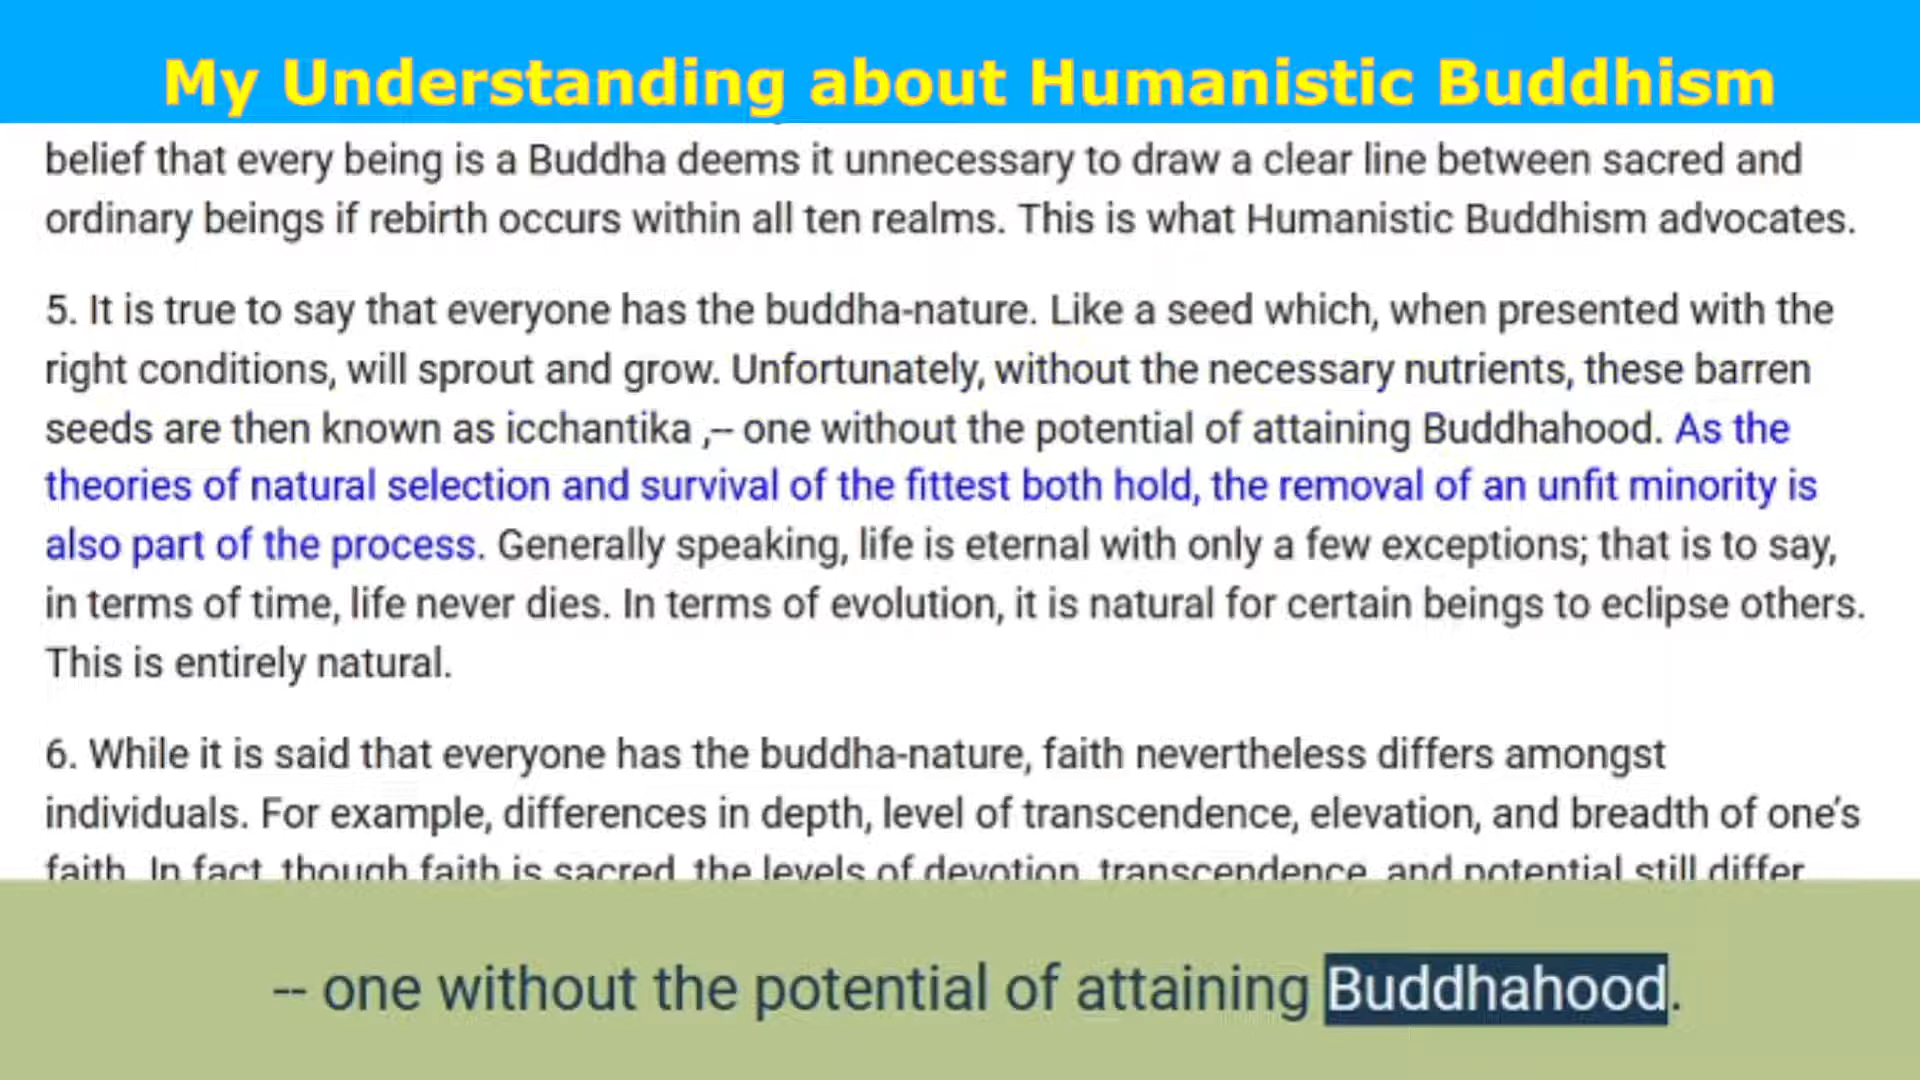 My Understanding about Humanistic Buddhism
belief that every being is a Buddha deems it unnecessary to draw a clear line between sacred and
ordinary beings if rebirth occurs within all ten realms. This is what Humanistic Buddhism advocates.
5. It is true to say that everyone has the buddha-nature. Like a seed which, when presented with the
right conditions, will sprout and grow. Unfortunately, without the necessary nutrients, these barren
seeds are then known as icchantika ,-- one without the potential of attaining Buddhahood. As the
theories of natural selection and survival of the fittest both hold, the removal of an unfit minority is
also part of the process. Generally speaking, life is eternal with only a few exceptions; that is to say,
in terms of time, life never dies. In terms of evolution, it is natural for certain beings to eclipse others.
This is entirely natural.
6. While it is said that everyone has the buddha-nature, faith nevertheless differs amongst
individuals. For example, differences in depth, level of transcendence, elevation, and breadth of one's
faith. In fact, though faith is sacred, the levels of devotion, transcendence, and potential still differ
-- one without the potential of attaining Buddhahood.